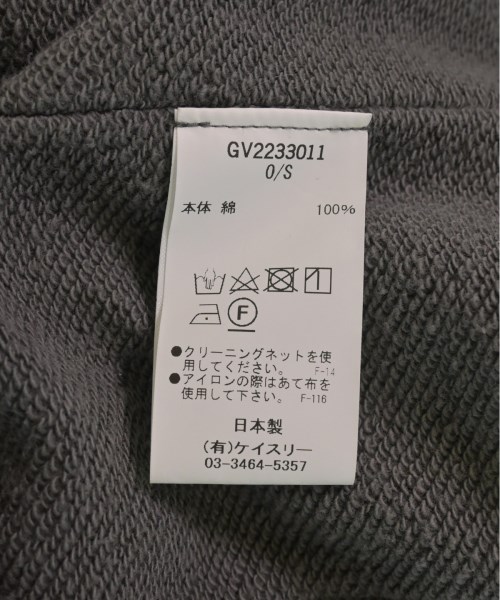 GV2233011
O/S
本体 綿 100%
F
●クリーニングネットを使
用してください。 F-14
●アイロンの際はあて布を
使用して下さい。 F-116
日本製
(有)ケイスリー
03-3464-5357